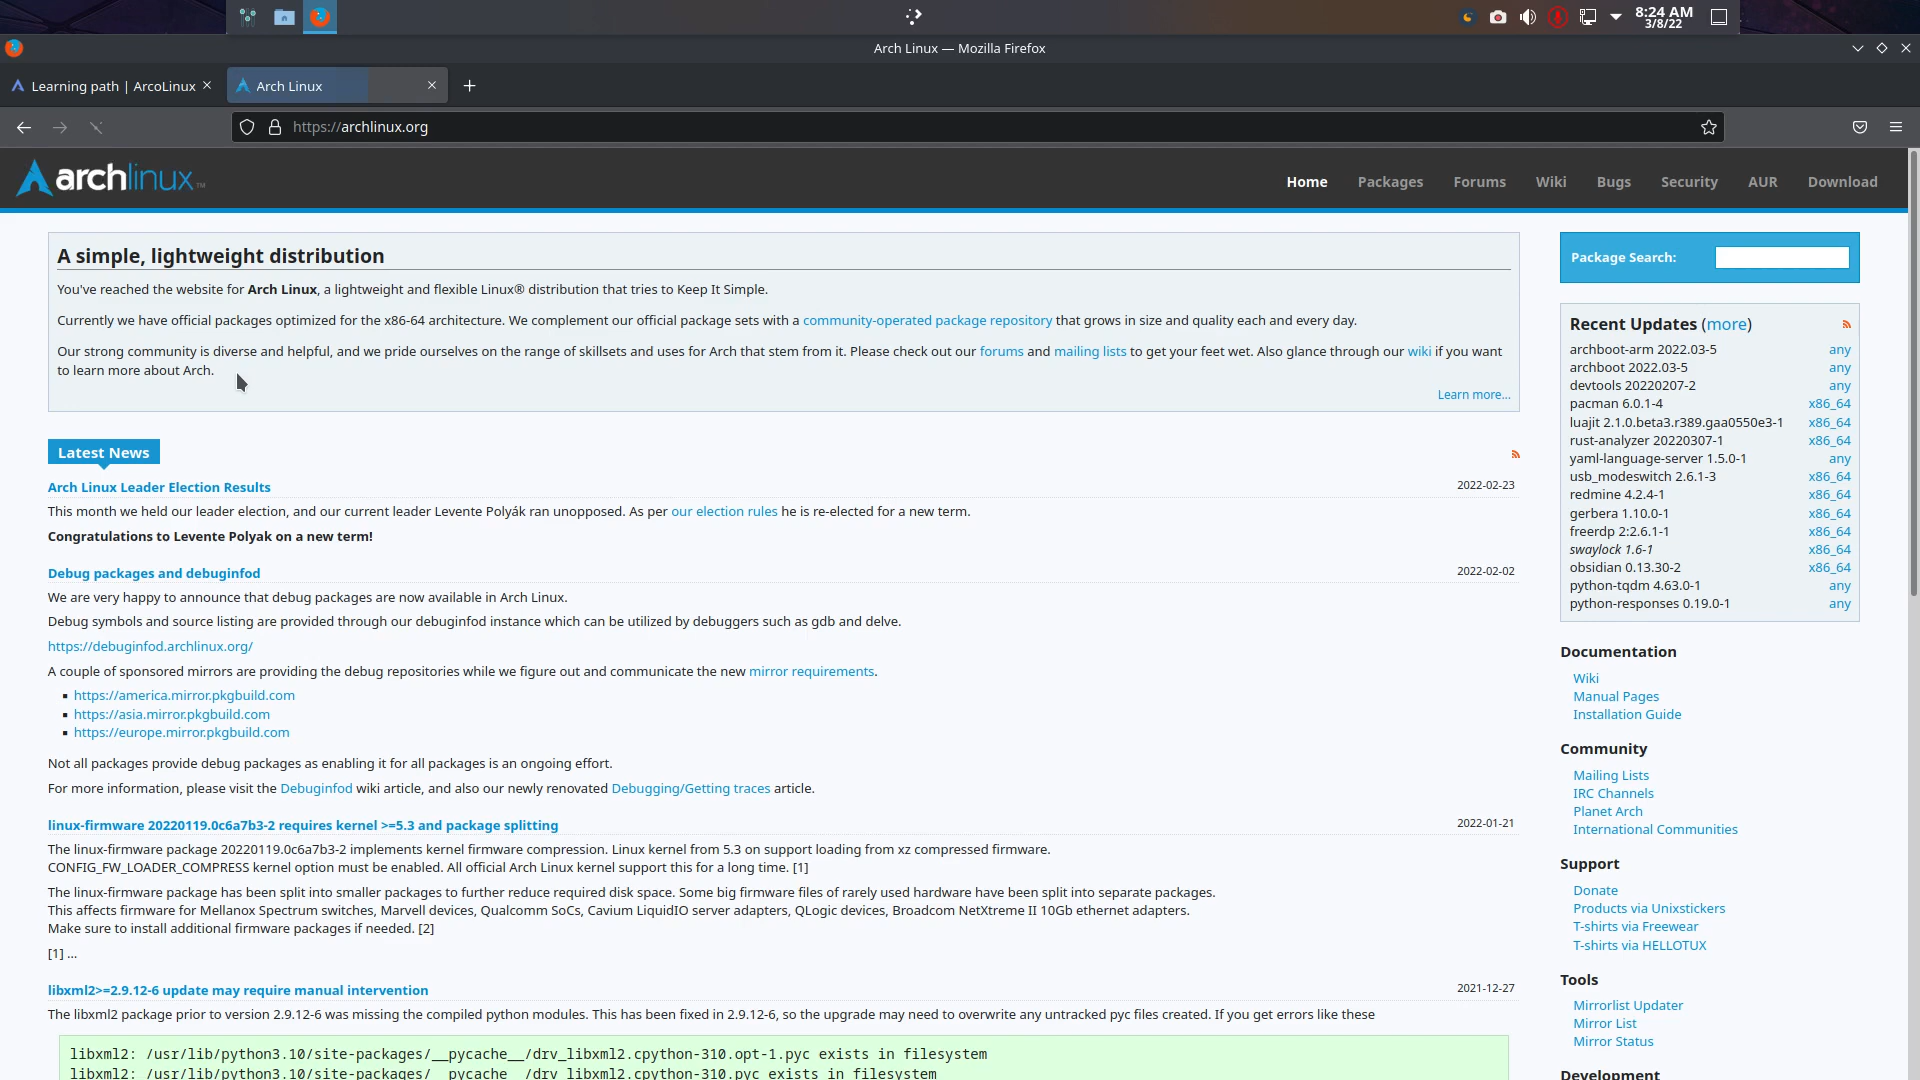 8:24 AM
3/8/22
Arch Linux — Mozilla Firefox
Learning path | ArcoLinux
Arch Linux
https://archlinux.org
archlinux™
Home Packages Forums Wiki Bugs Security AUR Download
A simple, lightweight distribution
You've reached the website for Arch Linux, a lightweight and flexible Linux® distribution that tries to Keep It Simple.
Currently we have official packages optimized for the x86-64 architecture. We complement our official package sets with a community-operated package repository that grows in size and quality each and every day.
Our strong community is diverse and helpful, and we pride ourselves on the range of skillsets and uses for Arch that stem from it. Please check out our forums and mailing lists to get your feet wet. Also glance through our wiki if you want
to learn more about Arch.
Learn more...
Latest News
Arch Linux Leader Election Results 2022-02-23
This month we held our leader election, and our current leader Levente Polyák ran unopposed. As per our election rules he is re-elected for a new term.
Congratulations to Levente Polyak on a new term!
Debug packages and debuginfod 2022-02-02
We are very happy to announce that debug packages are now available in Arch Linux.
Debug symbols and source listing are provided through our debuginfod instance which can be utilized by debuggers such as gdb and delve.
https://debuginfod.archlinux.org/
A couple of sponsored mirrors are providing the debug repositories while we figure out and communicate the new mirror requirements.
https://america.mirror.pkgbuild.com
https://asia.mirror.pkgbuild.com
https://europe.mirror.pkgbuild.com
Not all packages provide debug packages as enabling it for all packages is an ongoing effort.
For more information, please visit the Debuginfod wiki article, and also our newly renovated Debugging/Getting traces article.
linux-firmware 20220119.0c6a7b3-2 requires kernel >=5.3 and package splitting 2022-01-21
The linux-firmware package 20220119.0c6a7b3-2 implements kernel firmware compression. Linux kernel from 5.3 on support loading from xz compressed firmware.
CONFIG_FW_LOADER_COMPRESS kernel option must be enabled. All official Arch Linux kernel support this for a long time. [1]
The linux-firmware package has been split into smaller packages to further reduce required disk space. Some big firmware files of rarely used hardware have been split into separate packages.
This affects firmware for Mellanox Spectrum switches, Marvell devices, Qualcomm SoCs, Cavium LiquidIO server adapters, QLogic devices, Broadcom NetXtreme II 10Gb ethernet adapters.
Make sure to install additional firmware packages if needed. [2]
[1] ...
libxml2>=2.9.12-6 update may require manual intervention 2021-12-27
The libxml2 package prior to version 2.9.12-6 was missing the compiled python modules. This has been fixed in 2.9.12-6, so the upgrade may need to overwrite any untracked pyc files created. If you get errors like these
libxml2: /usr/lib/python3.10/site-packages/__pycache__/drv_libxml2.cpython-310.opt-1.pyc exists in filesystem
libxml2: /usr/lib/python3.10/site-packages/__pycache__/drv_libxml2.cpython-310.pyc exists in filesystem
Package Search:
Recent Updates (more)
archboot-arm 2022.03-5 any
archboot 2022.03-5 any
devtools 20220207-2 any
pacman 6.0.1-4 x86_64
luajit 2.1.0.beta3.r389.gaa0550e3-1 x86_64
rust-analyzer 20220307-1 x86_64
yaml-language-server 1.5.0-1 any
usb_modeswitch 2.6.1-3 x86_64
redmine 4.2.4-1 x86_64
gerbera 1.10.0-1 x86_64
freerdp 2:2.6.1-1 x86_64
swaylock 1.6-1 x86_64
obsidian 0.13.30-2 x86_64
python-tqdm 4.63.0-1 any
python-responses 0.19.0-1 any
Documentation
Wiki
Manual Pages
Installation Guide
Community
Mailing Lists
IRC Channels
Planet Arch
International Communities
Support
Donate
Products via Unixstickers
T-shirts via Freewear
T-shirts via HELLOTUX
Tools
Mirrorlist Updater
Mirror List
Mirror Status
Development